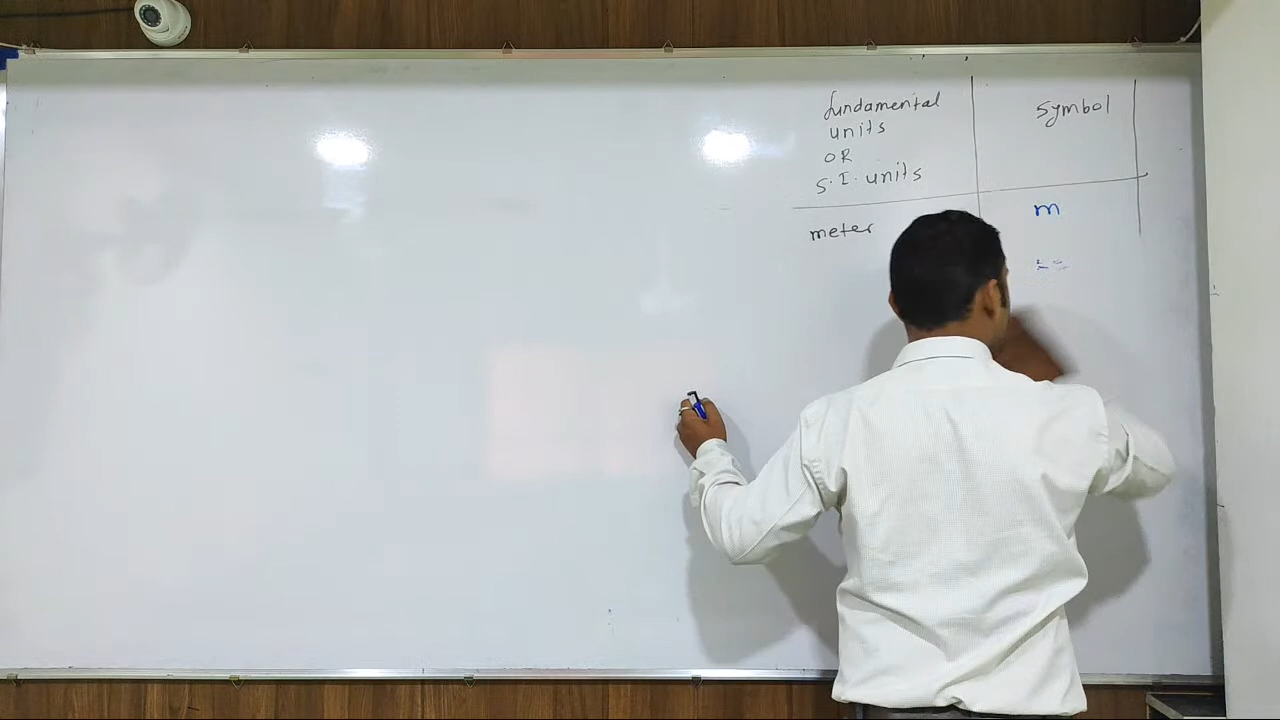 fundamental
units
OR
S.I. units
symbol
meter
m